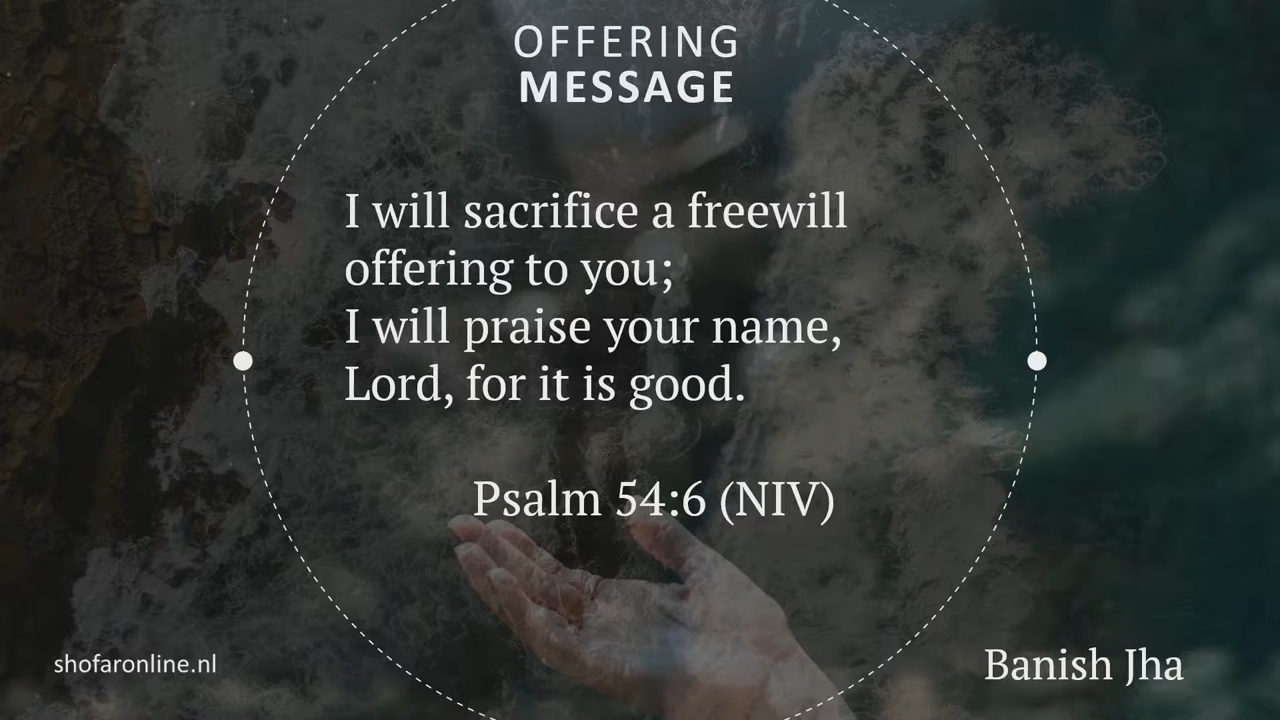 OFFERING
MESSAGE
I will sacrifice a freewill
offering to you;
I will praise your name,
Lord, for it is good.
Psalm 54:6 (NIV)
shofaronline.nl
Banish Jha